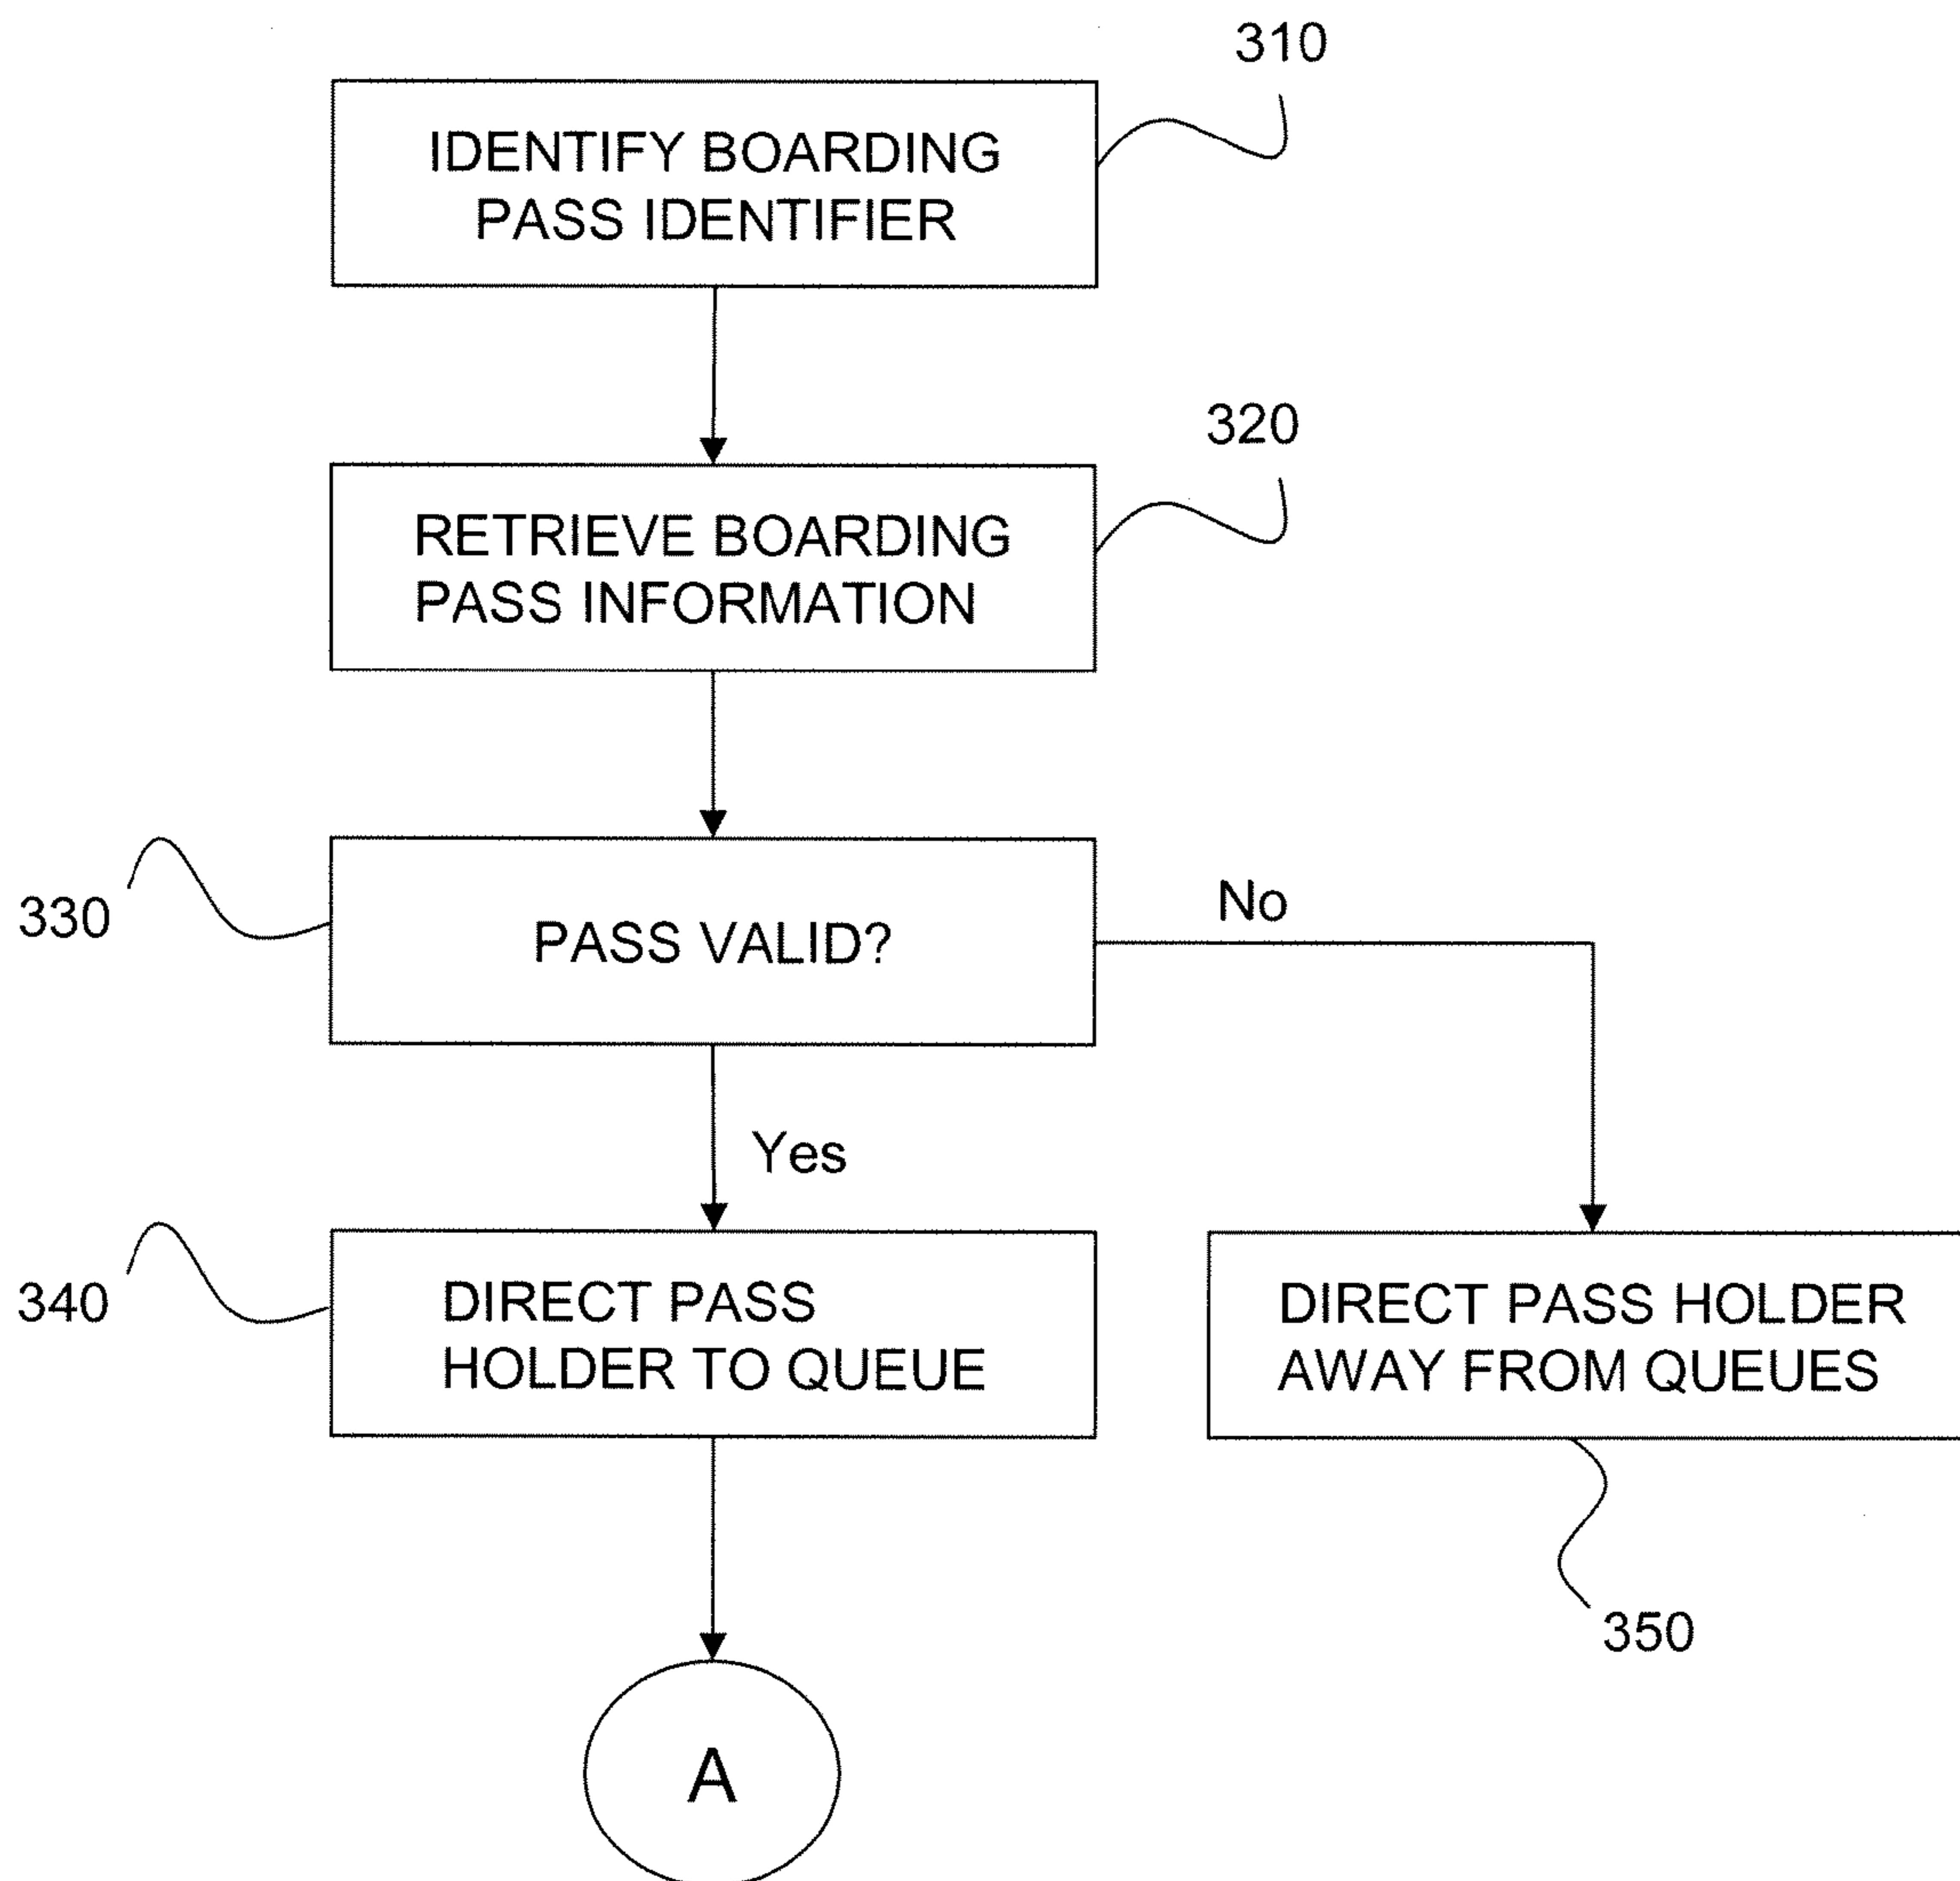 310
IDENTIFY BOARDING
PASS IDENTIFIER
320
RETRIEVE BOARDING
PASS INFORMATION
330
PASS VALID?
No
Yes
340
DIRECT PASS
HOLDER TO QUEUE
DIRECT PASS HOLDER
AWAY FROM QUEUES
350
A